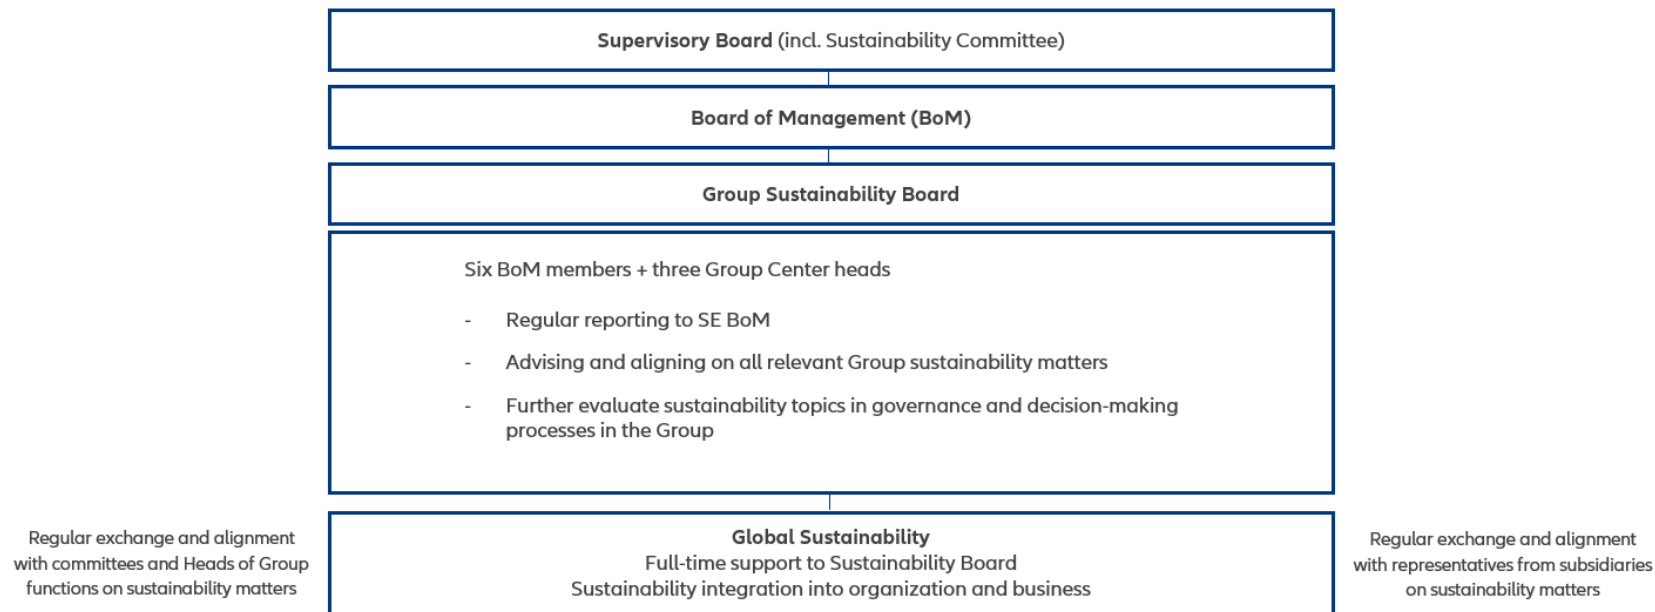 Supervisory Board (incl. Sustainability Committee)
Board of Management (BoM)
Group Sustainability Board
Six BoM members + three Group Center heads
- Regular reporting to SE BoM
- Advising and aligning on all relevant Group sustainability matters
- Further evaluate sustainability topics in governance and decision-making
processes in the Group
Regular exchange and alignment
with committees and Heads of Group
functions on sustainability matters
Global Sustainability
Full-time support to Sustainability Board
Sustainability integration into organization and business
Regular exchange and alignment
with representatives from subsidiaries
on sustainability matters